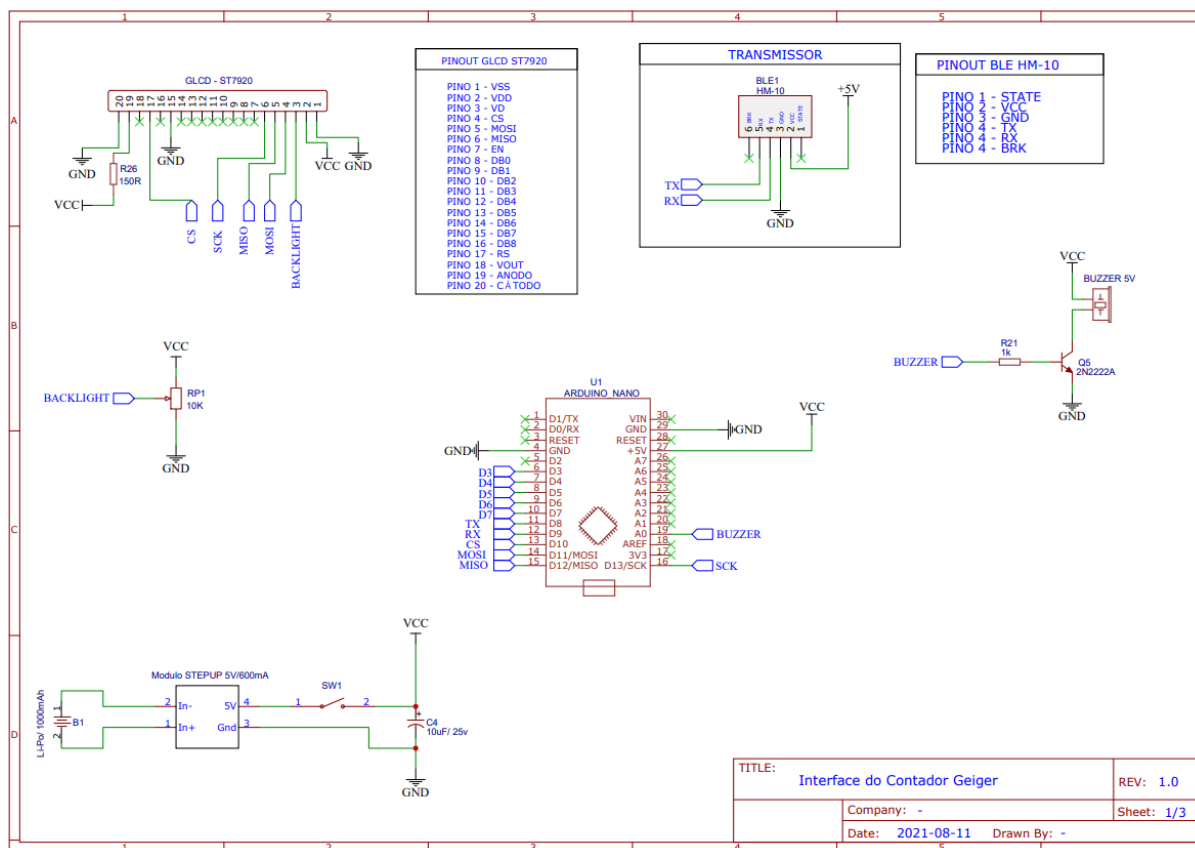 1 2 3 4 5
A
B
C
D
GLCD - ST7920
20 19 18 17 16 15 14 13 12 11 10 9 8 7 6 5 4 3 2 1
GND
R26
150R
VCC
GND
VCC
GND
CS
SCK
MISO
MOSI
BACKLIGHT
PINOUT GLCD ST7920
PINO 1 - VSS
PINO 2 - VDD
PINO 3 - VD
PINO 4 - CS
PINO 5 - MOSI
PINO 6 - MISO
PINO 7 - EN
PINO 8 - DB0
PINO 9 - DB1
PINO 10 - DB2
PINO 11 - DB3
PINO 12 - DB4
PINO 13 - DB5
PINO 14 - DB6
PINO 15 - DB7
PINO 16 - DB8
PINO 17 - RS
PINO 18 - VOUT
PINO 19 - ANODO
PINO 20 - CÁTODO
TRANSMISSOR
BLE1
HM-10
BRK RX TX GND VCC STATE
6 5 4 3 2 1
+5V
TX
RX
GND
PINOUT BLE HM-10
PINO 1 - STATE
PINO 2 - VCC
PINO 3 - GND
PINO 4 - TX
PINO 4 - RX
PINO 4 - BRK
VCC
BUZZER 5V
BUZZER
R21
1k
Q5
2N2222A
GND
VCC
BACKLIGHT
RP1
10K
GND
U1
ARDUINO_NANO
1 D1/TX VIN 30
2 D0/RX GND 29 GND
3 RESET RESET 28
GND 4 GND +5V 27 VCC
5 D2 A7 26
D3 6 D3 A6 25
D4 7 D4 A5 24
D5 8 D5 A4 23
D6 9 D6 A3 22
D7 10 D7 A2 21
TX 11 D8 A1 20
RX 12 D9 A0 19 BUZZER
CS 13 D10 AREF 18
MOSI 14 D11/MOSI 3V3 17
MISO 15 D12/MISO D13/SCK 16 SCK
VCC
Modulo STEPUP 5V/600mA
Li-Po/ 1000mAh
1
B1
2
2 In- 5V 4
1 In+ Gnd 3
SW1
1 2
+
C4
10uF/ 25v
GND
TITLE:
Interface do Contador Geiger
REV: 1.0
Company: -
Sheet: 1/3
Date: 2021-08-11 Drawn By: -
1 2 3 4 5